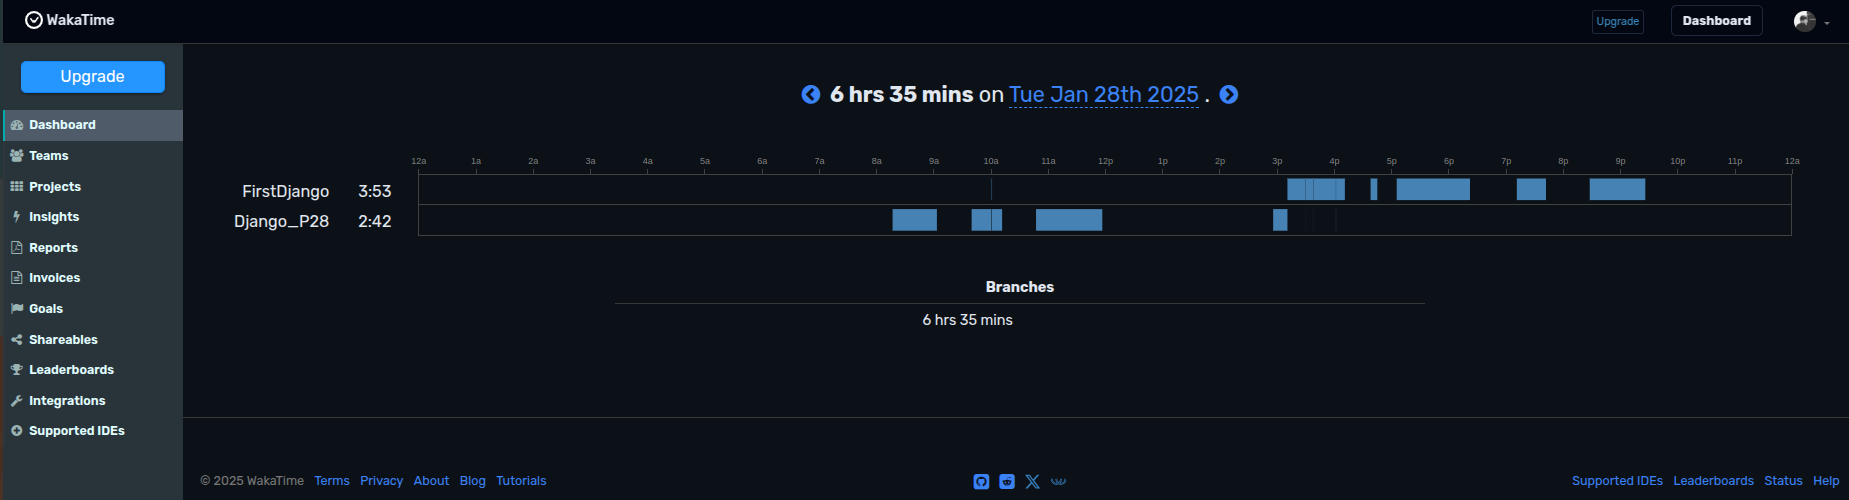 WakaTime
Upgrade
Dashboard
Upgrade
Dashboard
Teams
Projects
Insights
Reports
Invoices
Goals
Shareables
Leaderboards
Integrations
Supported IDEs
6 hrs 35 mins on Tue Jan 28th 2025 .
12a 1a 2a 3a 4a 5a 6a 7a 8a 9a 10a 11a 12p 1p 2p 3p 4p 5p 6p 7p 8p 9p 10p 11p 12a
FirstDjango 3:53
Django_P28 2:42
Branches
6 hrs 35 mins
© 2025 WakaTime Terms Privacy About Blog Tutorials
Supported IDEs Leaderboards Status Help